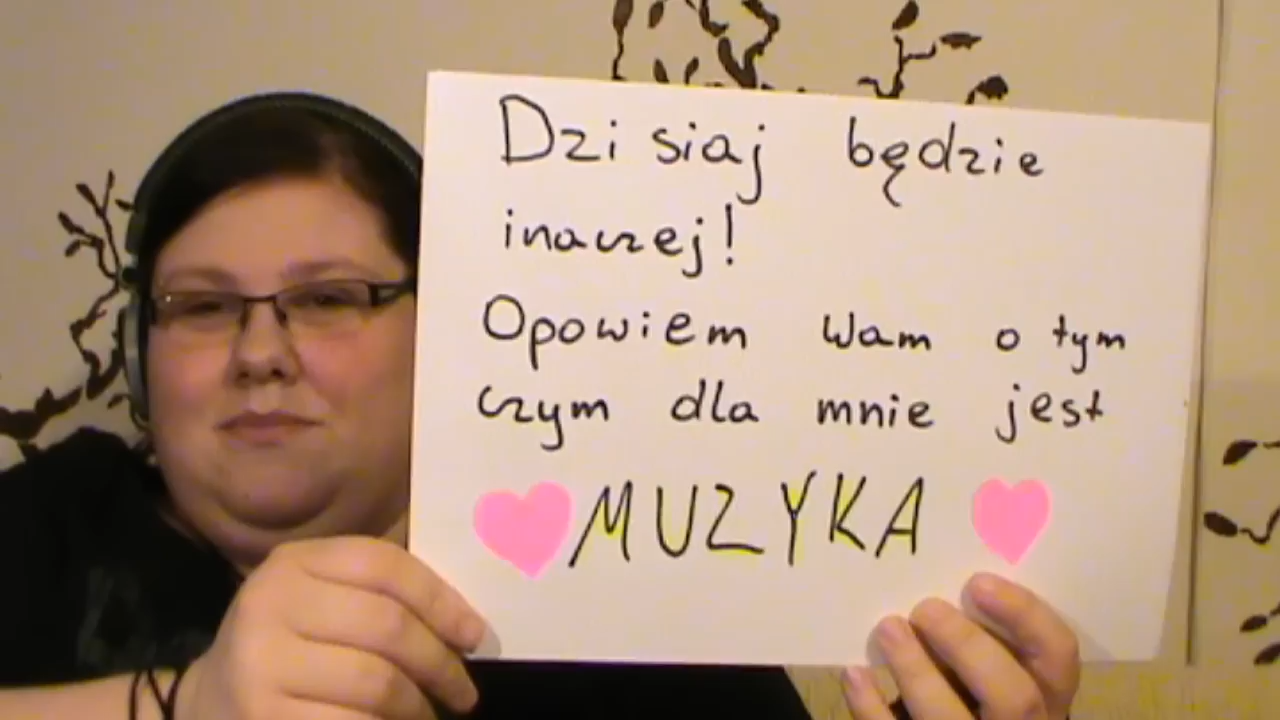 Dzisiaj będzie
inaczej!
Opowiem Wam o tym
czym dla mnie jest
MUZYKA